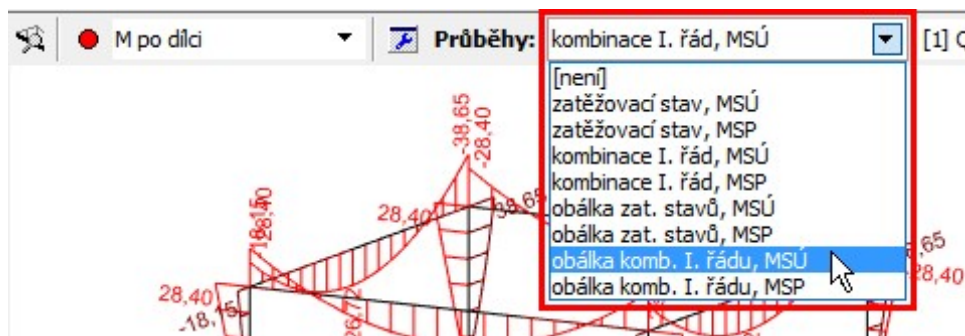 M po dílci
Průběhy:
kombinace I. řád, MSÚ
[1]
[není]
zatěžovací stav, MSÚ
zatěžovací stav, MSP
kombinace I. řád, MSÚ
kombinace I. řád, MSP
obálka zat. stavů, MSÚ
obálka zat. stavů, MSP
obálka komb. I. řádu, MSÚ
obálka komb. I. řádu, MSP
-38,65
-28,40
28,40
28,40
-18,15
28,40